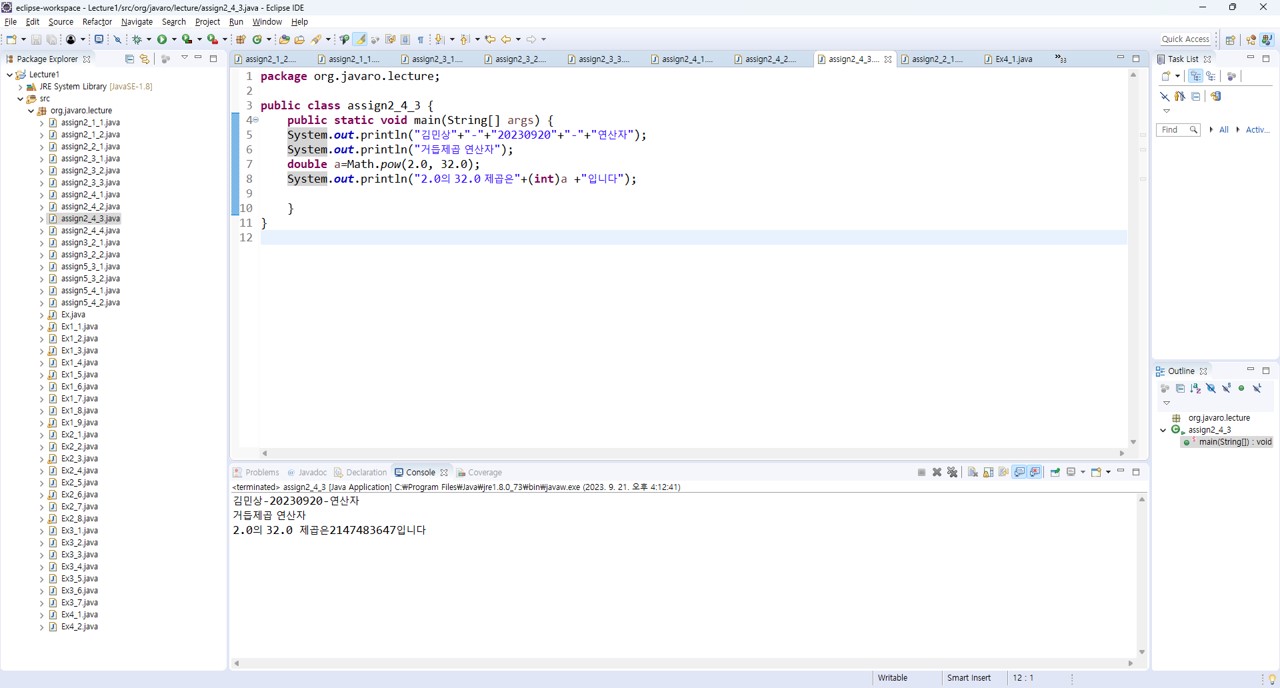 eclipse-workspace - Lecture1/src/org/javaro/lecture/assign2_4_3.java - Eclipse IDE
File Edit Source Refactor Navigate Search Project Run Window Help
Quick Access
Package Explorer
Lecture1
JRE System Library [JavaSE-1.8]
src
org.javaro.lecture
assign2_1_1.java
assign2_1_2.java
assign2_2_1.java
assign2_3_1.java
assign2_3_2.java
assign2_3_3.java
assign2_4_1.java
assign2_4_2.java
assign2_4_3.java
assign2_4_4.java
assign3_2_1.java
assign3_2_2.java
assign5_3_1.java
assign5_3_2.java
assign5_4_1.java
assign5_4_2.java
Ex.java
Ex1_1.java
Ex1_2.java
Ex1_3.java
Ex1_4.java
Ex1_5.java
Ex1_6.java
Ex1_7.java
Ex1_8.java
Ex1_9.java
Ex2_1.java
Ex2_2.java
Ex2_3.java
Ex2_4.java
Ex2_5.java
Ex2_6.java
Ex2_7.java
Ex2_8.java
Ex3_1.java
Ex3_2.java
Ex3_3.java
Ex3_4.java
Ex3_5.java
Ex3_6.java
Ex3_7.java
Ex4_1.java
Ex4_2.java
assign2_1_2.... assign2_1_1.... assign2_3_1.... assign2_3_2.... assign2_3_3.... assign2_4_1.... assign2_4_2.... assign2_4_3.... assign2_2_1.... Ex4_1.java »33
1 package org.javaro.lecture;
2
3 public class assign2_4_3 {
4 public static void main(String[] args) {
5 System.out.println("김민상"+"-"+"20230920"+"-"+"연산자");
6 System.out.println("거듭제곱 연산자");
7 double a=Math.pow(2.0, 32.0);
8 System.out.println("2.0의 32.0 제곱은"+(int)a +"입니다");
9
10 }
11 }
12
Problems Javadoc Declaration Console Coverage
<terminated> assign2_4_3 [Java Application] C:₩Program Files₩Java₩jre1.8.0_73₩bin₩javaw.exe (2023. 9. 21. 오후 4:12:41)
김민상-20230920-연산자
거듭제곱 연산자
2.0의 32.0 제곱은2147483647입니다
Task List
Find All Activ...
Outline
org.javaro.lecture
assign2_4_3
main(String[]) : void
Writable Smart Insert 12 : 1